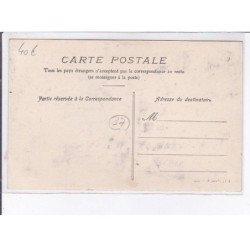 40€
CARTE POSTALE
Tous les pays étrangers n'acceptent pas la correspondance au recto
(se renseigner à la poste)
Partie réservée à la Correspondance
Adresse du destinataire
27
M